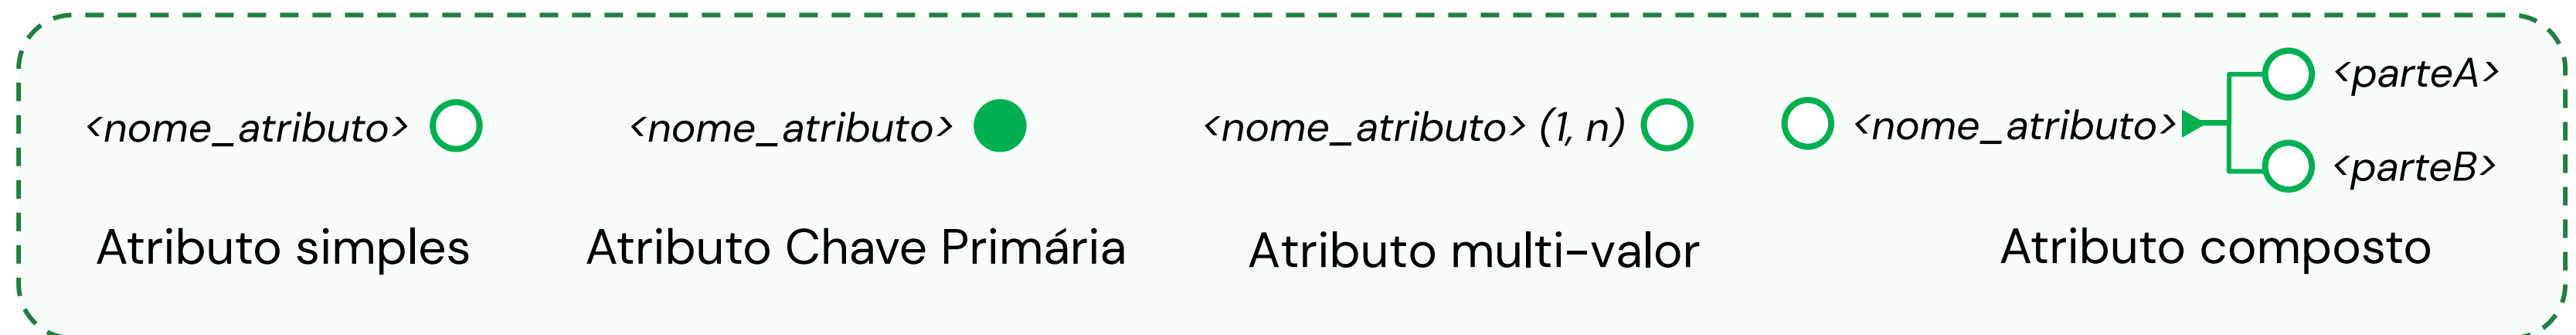 <nome_atributo>
Atributo simples
<nome_atributo>
Atributo Chave Primária
<nome_atributo> (1, n)
Atributo multi-valor
<nome_atributo>
<parteA>
<parteB>
Atributo composto